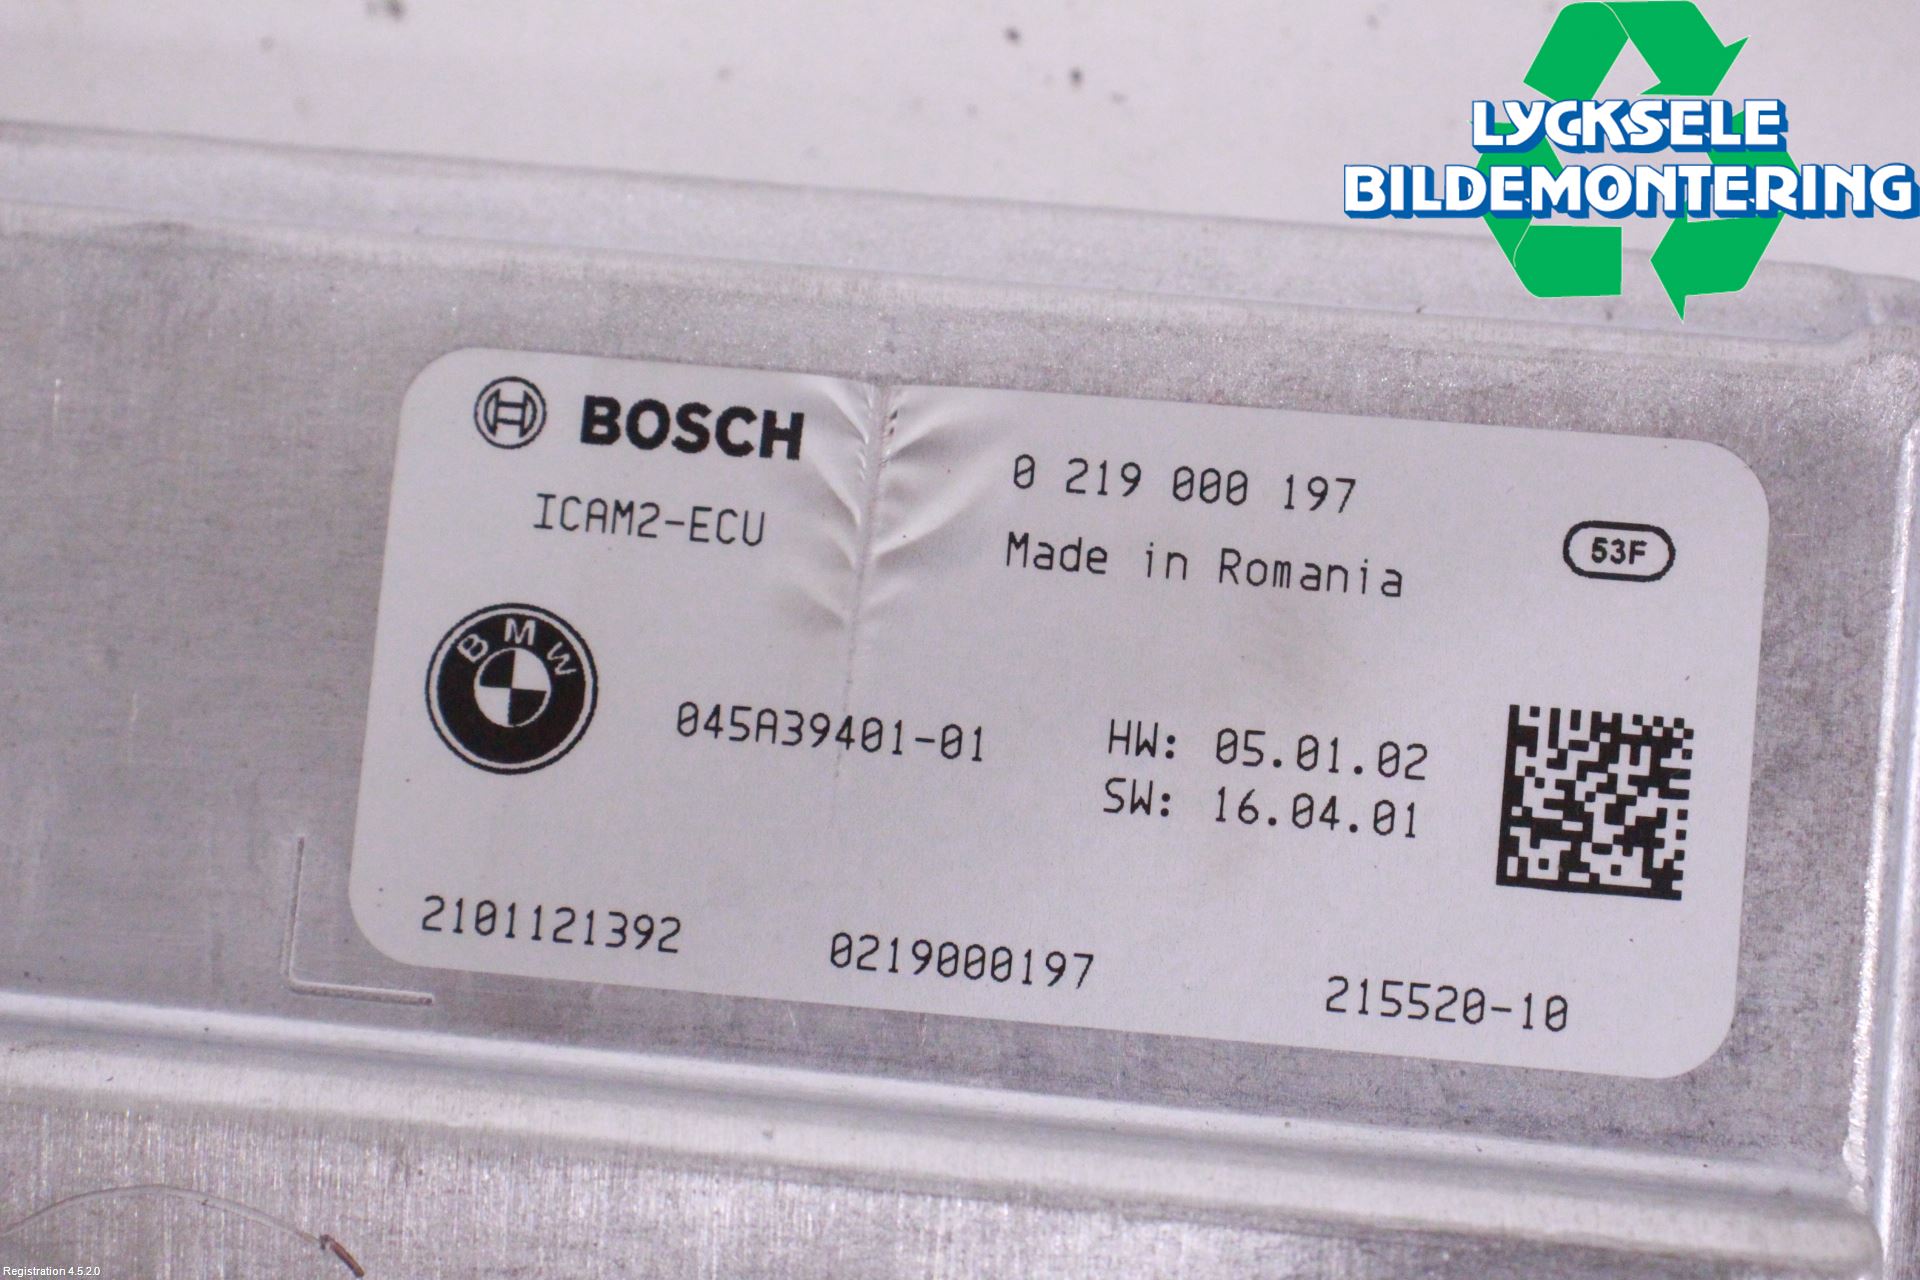 LYCKSELE
BILDEMONTERING
BOSCH
0 219 000 197
ICAM2-ECU
Made in Romania
53F
BMW
045A39401-01
HW: 05.01.02
SW: 16.04.01
2101121392
0219000197
215520-10
Registration 4.5.2.0